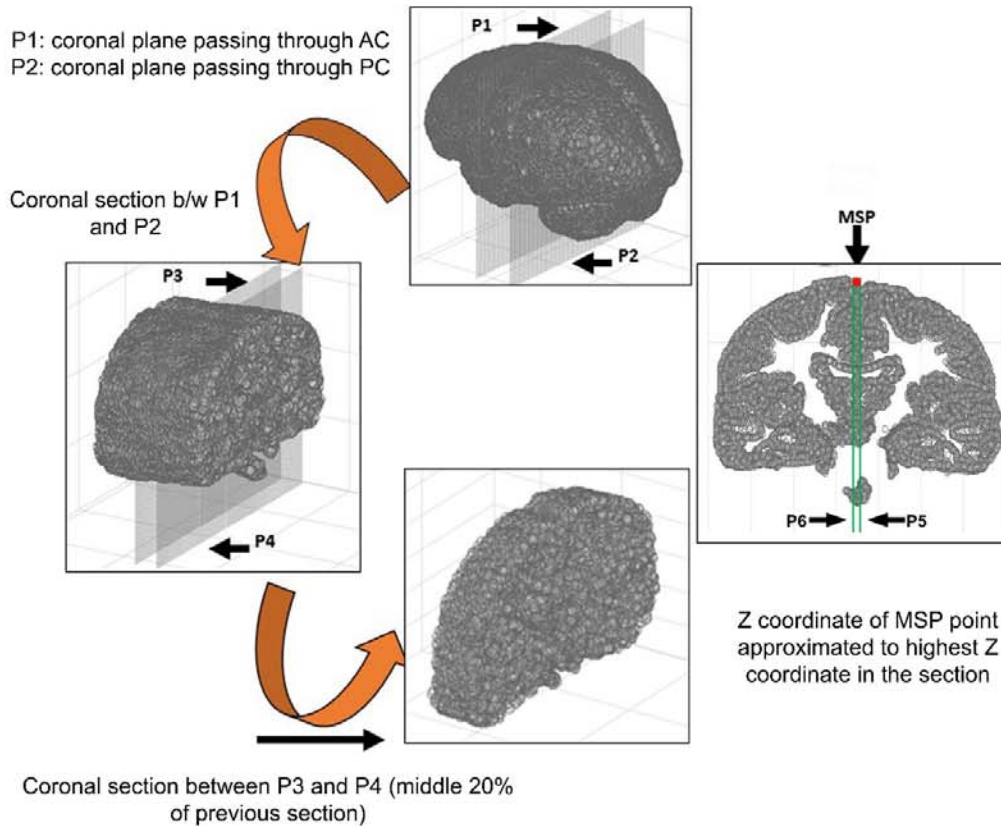 P1: coronal plane passing through AC
P2: coronal plane passing through PC
P1
P2
Coronal section b/w P1
and P2
P3
P4
MSP
P6
P5
Z coordinate of MSP point
approximated to highest Z
coordinate in the section
Coronal section between P3 and P4 (middle 20%
of previous section)